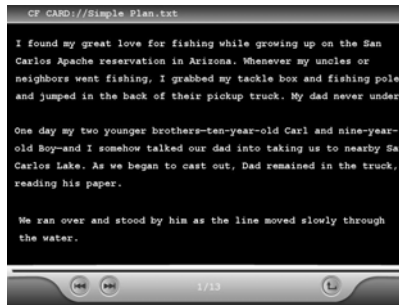 CF CARD://Simple Plan.txt
I found my great love for fishing while growing up on the San
Carlos Apache reservation in Arizona. Whenever my uncles or
neighbors went fishing, I grabbed my tackle box and fishing pole
and jumped in the back of their pickup truck. My dad never under
One day my two younger brothers—ten-year-old Carl and nine-year-
old Boy—and I somehow talked our dad into taking us to nearby Sa
Carlos Lake. As we began to cast out, Dad remained in the truck,
reading his paper.
We ran over and stood by him as the line moved slowly through
the water.
1/13